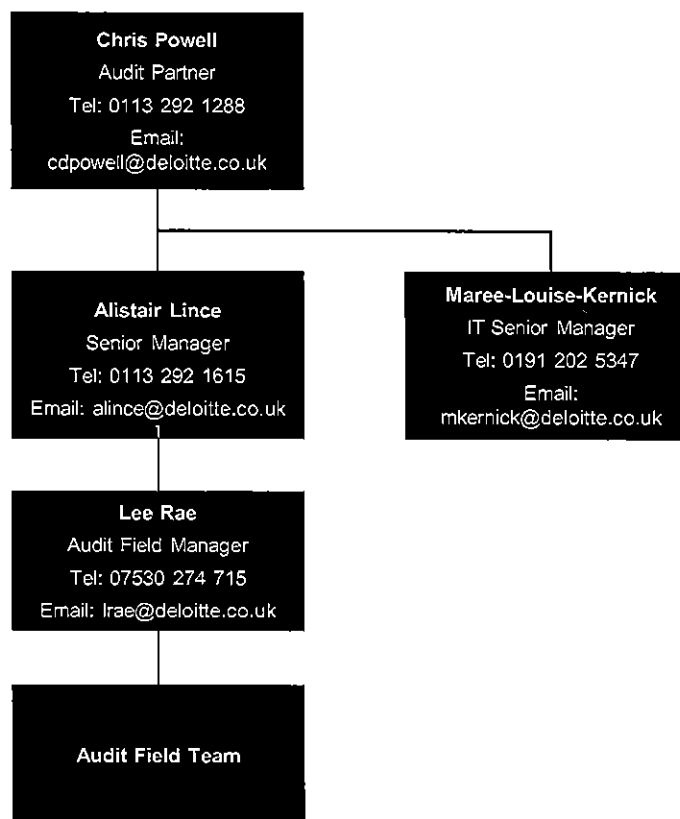 Chris Powell
Audit Partner
Tel: 0113 292 1288
Email:
cdpowell@deloitte.co.uk
Alistair Lince
Senior Manager
Tel: 0113 292 1615
Email: alince@deloitte.co.uk
Maree-Louise-Kernick
IT Senior Manager
Tel: 0191 202 5347
Email:
mkernick@deloitte.co.uk
Lee Rae
Audit Field Manager
Tel: 07530 274 715
Email: lrae@deloitte.co.uk
Audit Field Team